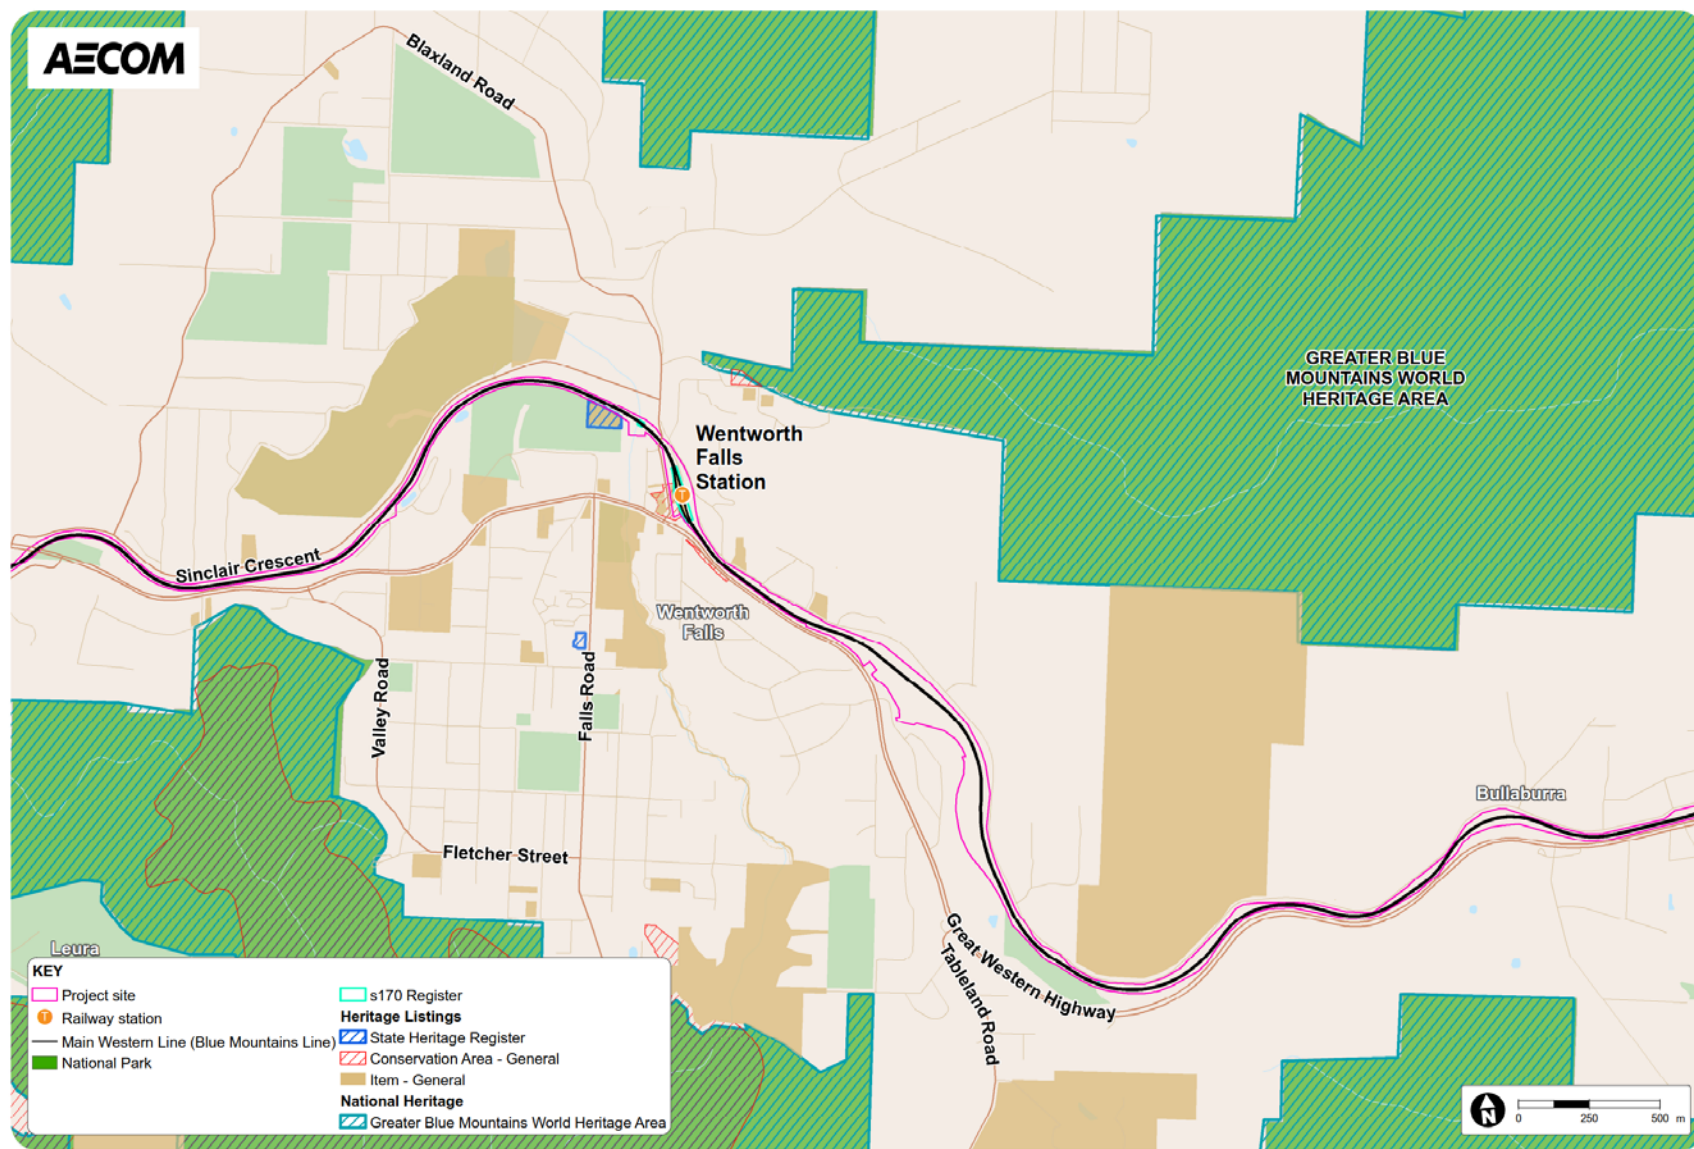 AECOM
Blaxland Road
GREATER BLUE
MOUNTAINS WORLD
HERITAGE AREA
Wentworth
Falls
Station
T
Sinclair Crescent
Wentworth
Falls
Valley Road
Falls Road
Bullaburra
Fletcher Street
Great Western Highway
Tableland Road
Leura
KEY
Project site
T Railway station
Main Western Line (Blue Mountains Line)
National Park
s170 Register
Heritage Listings
State Heritage Register
Conservation Area - General
Item - General
National Heritage
Greater Blue Mountains World Heritage Area
N
0 250 500 m